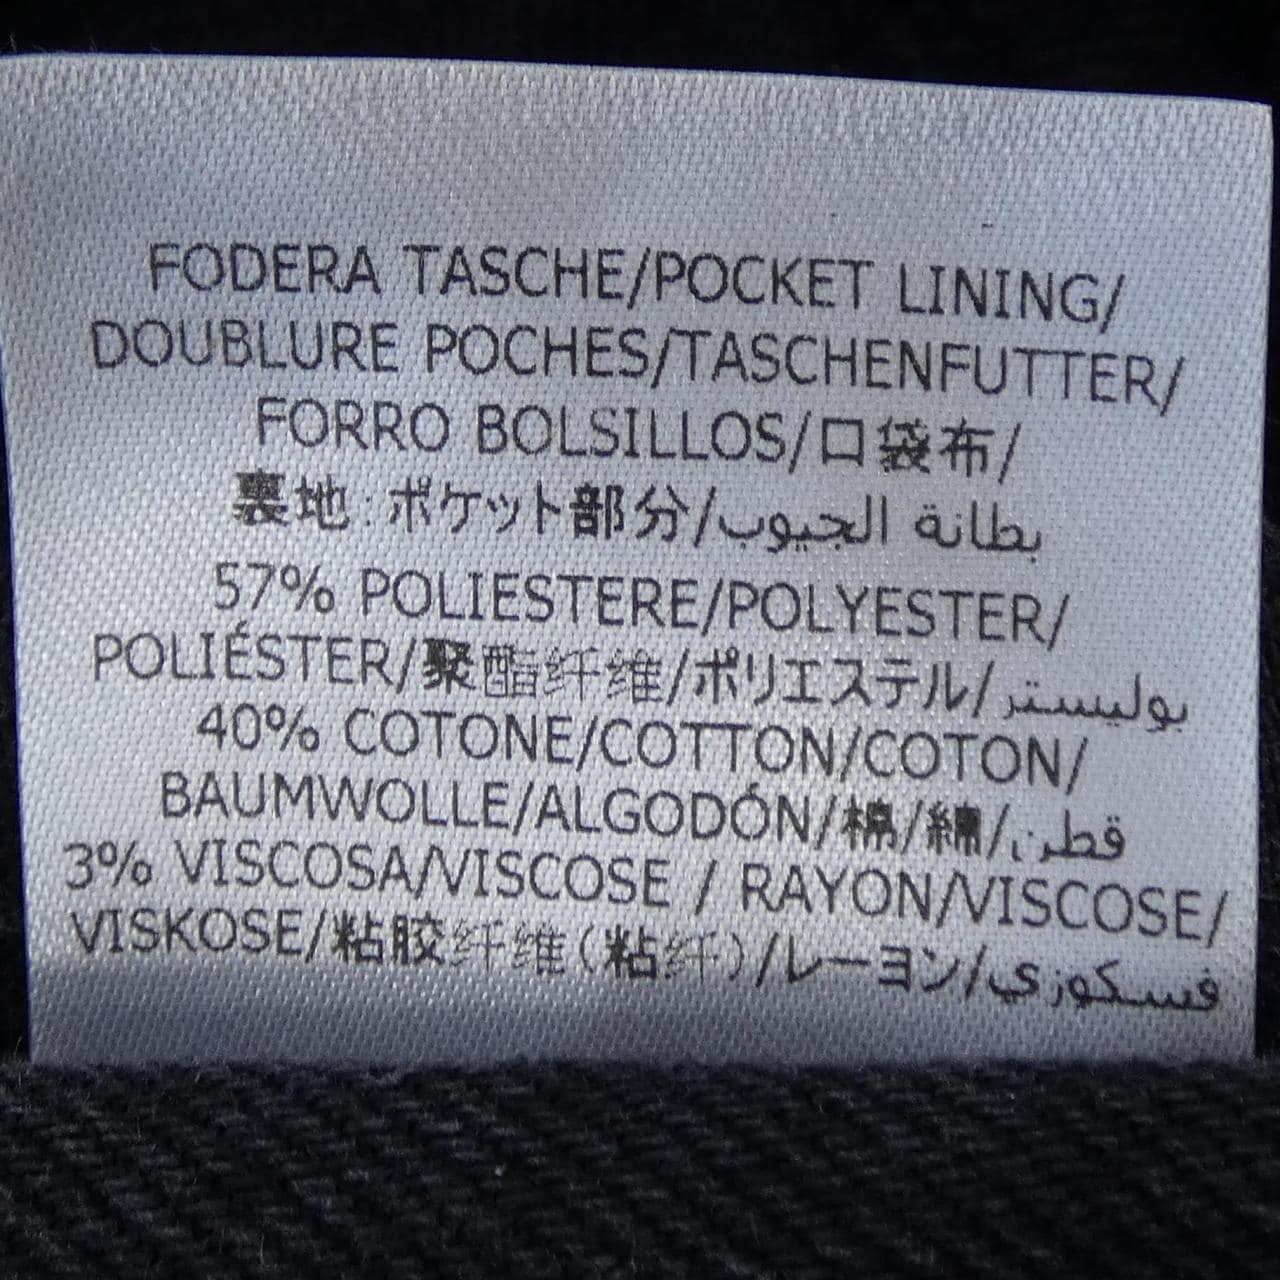 FODERA TASCHE/POCKET LINING/
DOUBLURE POCHES/TASCHENFUTTER/
FORRO BOLSILLOS/口袋布/
裏地:ポケット部分/بطانة الجيوب
57% POLIESTERE/POLYESTER/
POLIÉSTER/聚酯纤维/ポリエステル/بوليستر
40% COTONE/COTTON/COTON/
BAUMWOLLE/ALGODÓN/棉/綿/قطن
3% VISCOSA/VISCOSE / RAYON/VISCOSE/
VISKOSE/粘胶纤维(粘纤)/レーヨン/فسكوزي